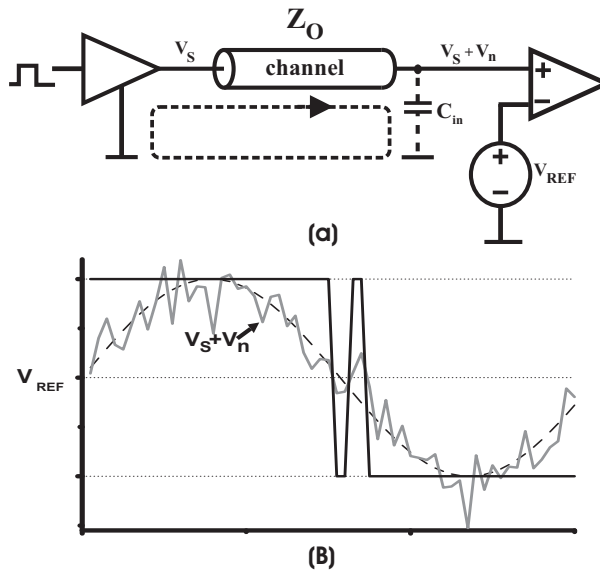 Z_O
V_S
channel
V_S + V_n
+
−
C_in
+
−
V_REF
(a)
V_S+V_n
V_REF
(B)